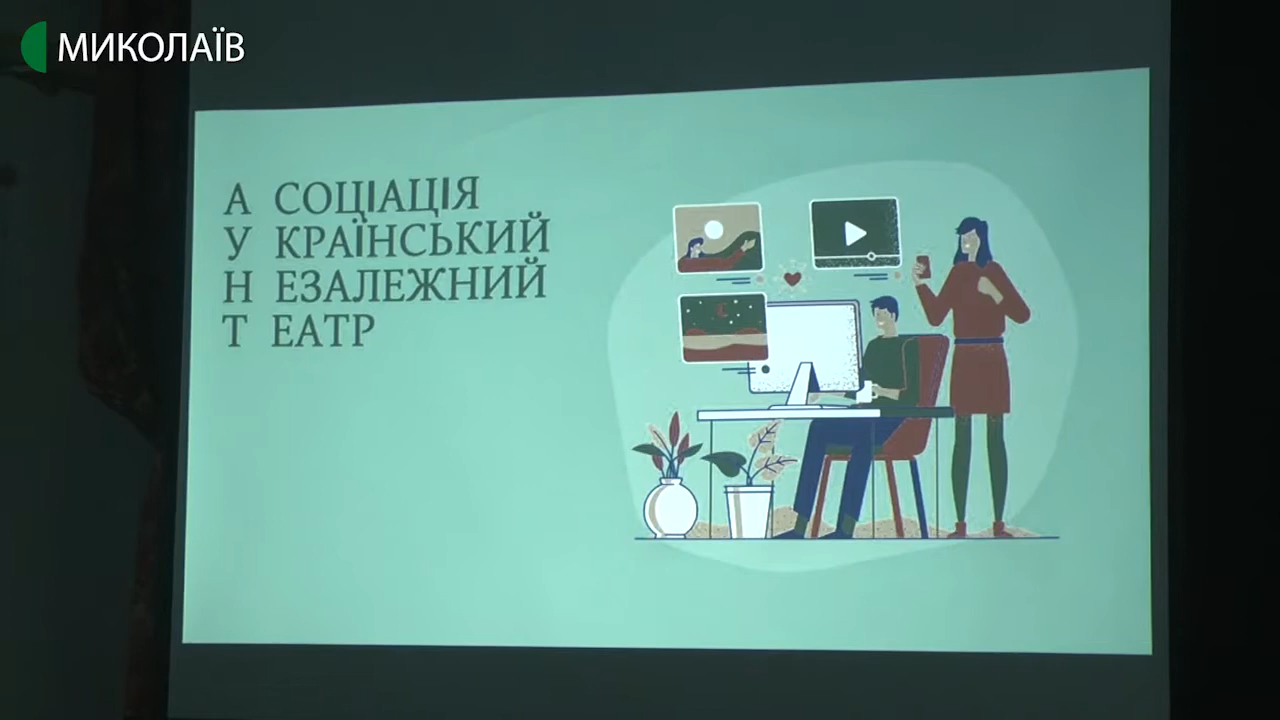 МИКОЛАЇВ
А СОЦІАЦІЯ
У КРАЇНСЬКИЙ
Н ЕЗАЛЕЖНИЙ
Т ЕАТР